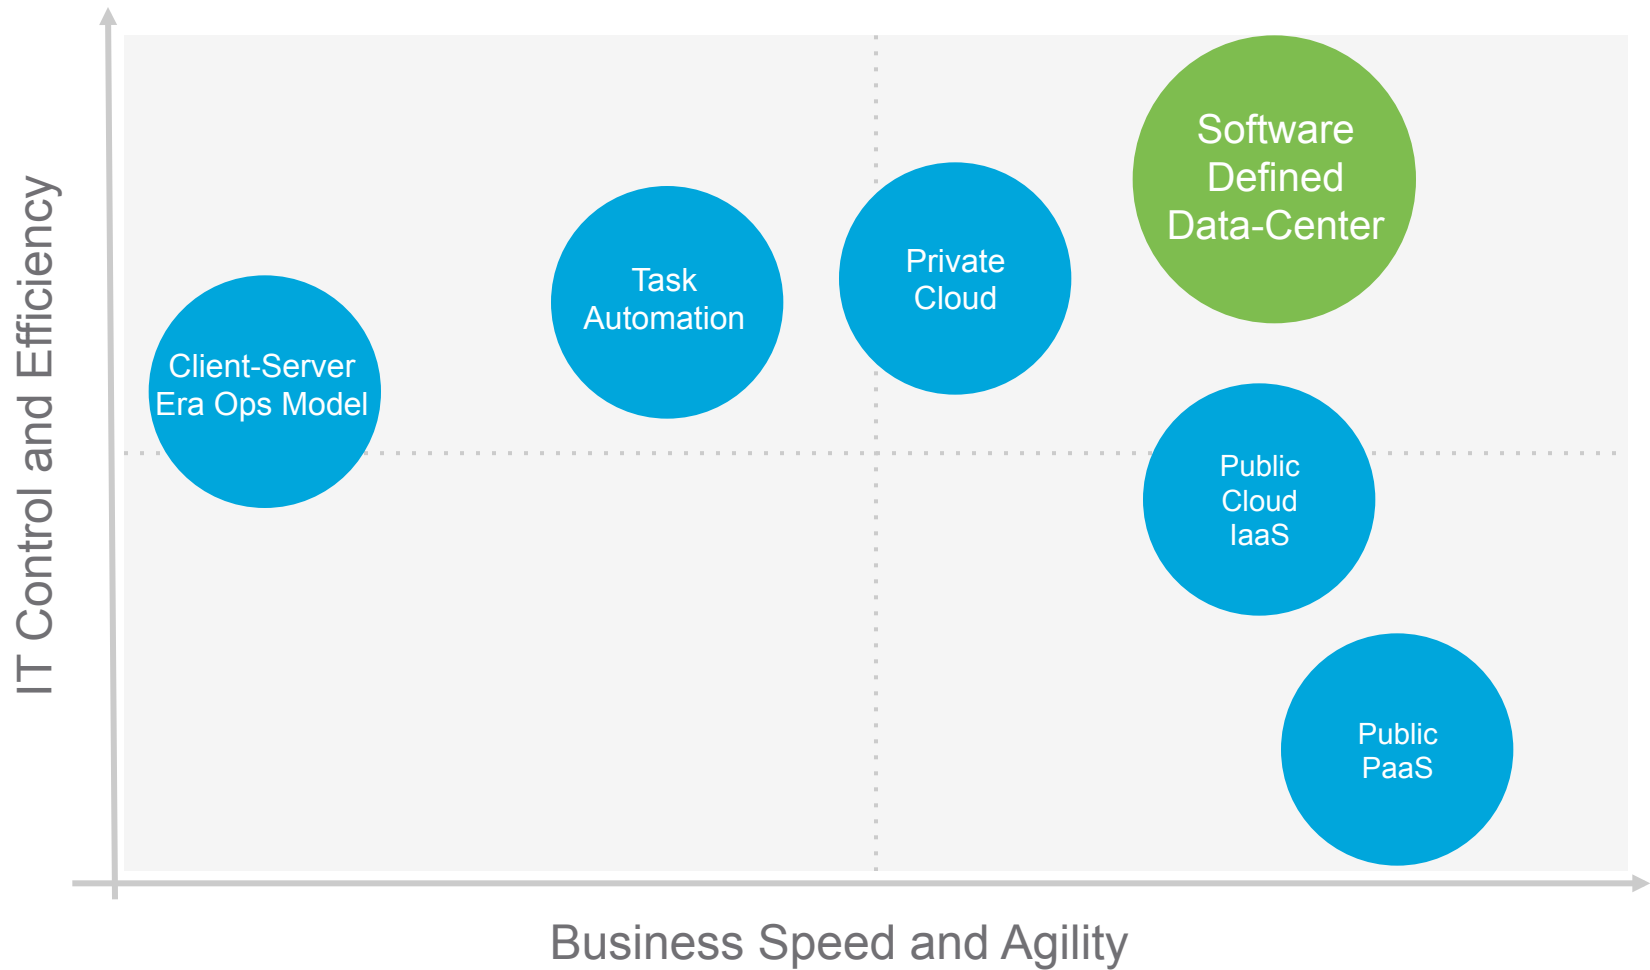 IT Control and Efficiency
Software
Defined
Data-Center
Private
Cloud
Task
Automation
Client-Server
Era Ops Model
Public
Cloud
IaaS
Public
PaaS
Business Speed and Agility